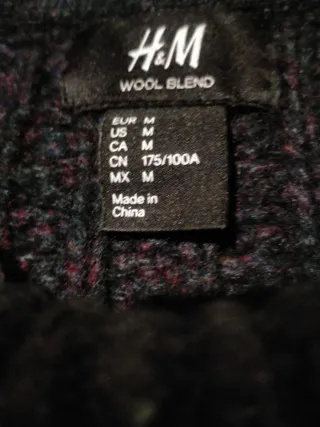 H&M
WOOL BLEND
EUR M
US M
CA M
CN 175/100A
MX M
Made in
China